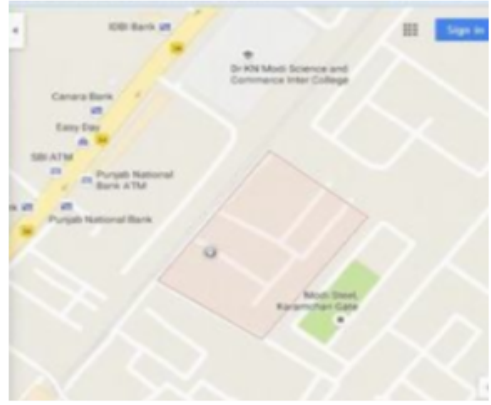 IDBI Bank
Sign in
Dr KN Modi Science and
Commerce Inter College
Canara Bank
Easy Day
SBI ATM
Punjab National
Bank ATM
Punjab National Bank
Modi Steel,
Karamchari Gate